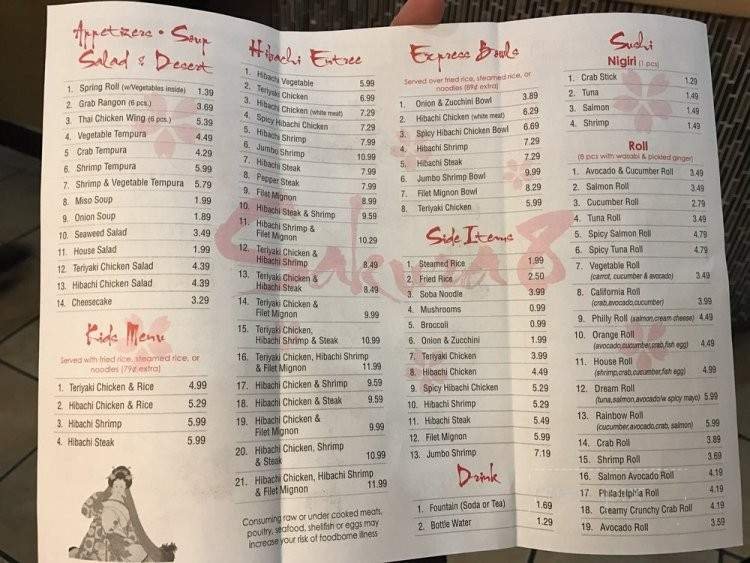 Appetizers • Soup
Salad & Desert
1. Spring Roll (w/Vegetables inside) 1.39
2. Grab Rangon (6 pcs.) 3.69
3. Thai Chicken Wing (6 pcs.) 5.39
4. Vegetable Tempura 4.49
5 Crab Tempura 4.29
6. Shrimp Tempura 5.99
7. Shrimp & Vegetable Tempura 5.79
8. Miso Soup 1.99
9. Onion Soup 1.89
10. Seaweed Salad 3.49
11. House Salad 1.99
12. Teriyaki Chicken Salad 4.39
13. Hibachi Chicken Salad 4.39
14. Cheesecake 3.29
Kids Menu
Served with fried rice, steamed rice, or
noodles (79¢ extra)
1. Teriyaki Chicken & Rice 4.99
2. Hibachi Chicken & Rice 5.29
3. Hibachi Shrimp 5.99
4. Hibachi Steak 5.99
Hibachi Entree
1. Hibachi Vegetable 5.99
2. Teriyaki Chicken 6.99
3. Hibachi Chicken (white meat) 7.29
4. Spicy Hibachi Chicken 7.29
5. Hibachi Shrimp 7.99
6. Jumbo Shrimp 10.99
7. Hibachi Steak 7.99
8. Pepper Steak 7.99
9. Filet Mignon 8.99
10. Hibachi Steak & Shrimp 9.59
11. Hibachi Shrimp &
Filet Mignon 10.29
12. Teriyaki Chicken &
Hibachi Shrimp 8.49
13. Teriyaki Chicken &
Hibachi Steak 8.49
14. Teriyaki Chicken &
Filet Mignon 9.99
15. Teriyaki Chicken,
Hibachi Shrimp & Steak 10.99
16. Teriyaki Chicken, Hibachi Shrimp
& Filet Mignon 11.99
17. Hibachi Chicken & Shrimp 9.59
18. Hibachi Chicken & Steak 9.59
19. Hibachi Chicken &
Filet Mignon 9.99
20. Hibachi Chicken, Shrimp
& Steak 10.99
21. Hibachi Chicken, Hibachi Shrimp
& Filet Mignon 11.99
Consuming raw or under cooked meats,
poultry, seafood, shellfish or eggs may
increase your risk of foodborne illness
Sakura 8
Express Bowls
Served over fried rice, steamed rice, or
noodles (89¢ extra)
1. Onion & Zucchini Bowl 3.89
2. Hibachi Chicken (white meat) 6.29
3. Spicy Hibachi Chicken Bowl 6.69
4. Hibachi Shrimp 7.29
5. Hibachi Steak 7.29
6. Jumbo Shrimp Bowl 9.99
7. Filet Mignon Bowl 8.29
8. Teriyaki Chicken 5.99
Side Items
1. Steamed Rice 1.99
2. Fried Rice 2.50
3. Soba Noodle 3.99
4. Mushrooms 0.99
5. Broccoli 0.99
6. Onion & Zucchini 1.99
7. Teriyaki Chicken 3.99
8. Hibachi Chicken 4.49
9. Spicy Hibachi Chicken 5.29
10. Hibachi Shrimp 5.29
11. Hibachi Steak 5.49
12. Filet Mignon 5.99
13. Jumbo Shrimp 7.19
Drink
1. Fountain (Soda or Tea) 1.69
2. Bottle Water 1.29
Sushi
Nigiri (1 pcs)
1. Crab Stick 1.29
2. Tuna 1.49
3. Salmon 1.49
4. Shrimp 1.49
Roll
(8 pcs with wasabi & pickled ginger)
1. Avocado & Cucumber Roll 3.49
2. Salmon Roll 3.49
3. Cucumber Roll 2.79
4. Tuna Roll 3.49
5. Spicy Salmon Roll 4.79
6. Spicy Tuna Roll 4.79
7. Vegetable Roll
(carrot, cucumber & avocado) 3.49
8. California Roll
(crab,avocado,cucumber) 3.99
9. Philly Roll (salmon,cream cheese) 4.49
10. Orange Roll
(avocado,cucumber,crab,fish egg) 4.49
11. House Roll
(shrimp,crab,cucumber,fish egg) 4.99
12. Dream Roll
(tuna,salmon,avocado/w spicy mayo) 5.99
13. Rainbow Roll
(cucumber,avocado,crab, salmon) 5.99
14. Crab Roll 3.89
15. Shrimp Roll 3.69
16. Salmon Avocado Roll 4.19
17. Philadelphia Roll 4.19
18. Creamy Crunchy Crab Roll 4.19
19. Avocado Roll 3.59